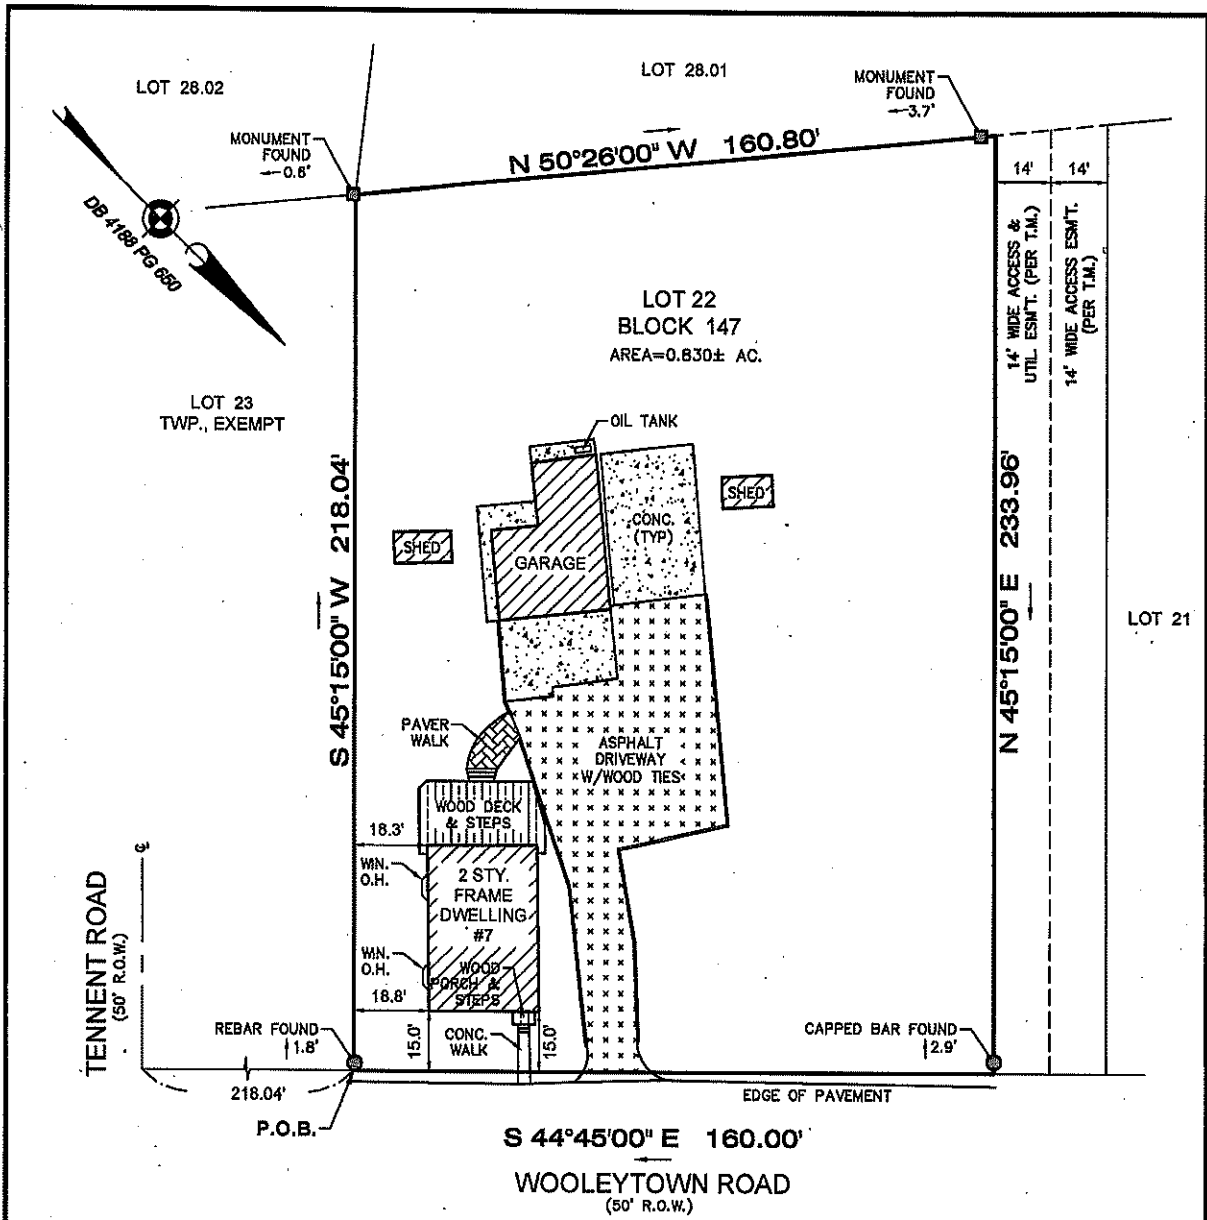 LOT 28.02
LOT 28.01
MONUMENT
FOUND
3.7'
MONUMENT
FOUND
0.8'
N 50°26'00" W 160.80'
14'
14'
DB 4188 PG 650
14' WIDE ACCESS &
UTIL ESM'T. (PER T.M.)
14' WIDE ACCESS ESM'T.
(PER T.M.)
LOT 22
BLOCK 147
AREA=0.830± AC.
LOT 23
TWP., EXEMPT
OIL TANK
S 45°15'00" W 218.04'
N 45°15'00" E 233.96'
SHED
SHED
CONC.
(TYP)
GARAGE
LOT 21
PAVER
WALK
ASPHALT
DRIVEWAY
W/WOOD TIES
WOOD DECK
& STEPS
18.3'
WIN.
O.H.
2 STY.
FRAME
DWELLING
#7
WIN.
O.H.
WOOD
PORCH &
STEPS
18.8'
TENNENT ROAD
(50' R.O.W.)
℄
REBAR FOUND
1.8'
15.0'
CONC.
WALK
15.0'
CAPPED BAR FOUND
2.9'
218.04'
EDGE OF PAVEMENT
P.O.B.
S 44°45'00" E 160.00'
WOOLEYTOWN ROAD
(50' R.O.W.)